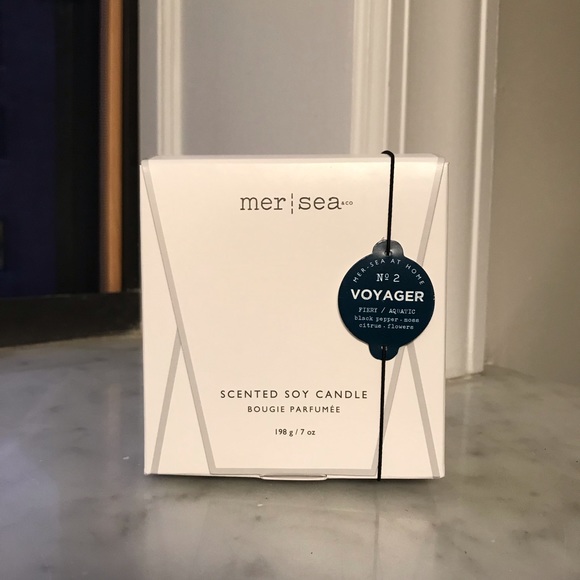 mer¦sea & CO
MER-SEA AT HOME
Nº 2
VOYAGER
FIERY / AQUATIC
black pepper - moss
citrus - flowers
SCENTED SOY CANDLE
BOUGIE PARFUMÉE
198 g / 7 oz